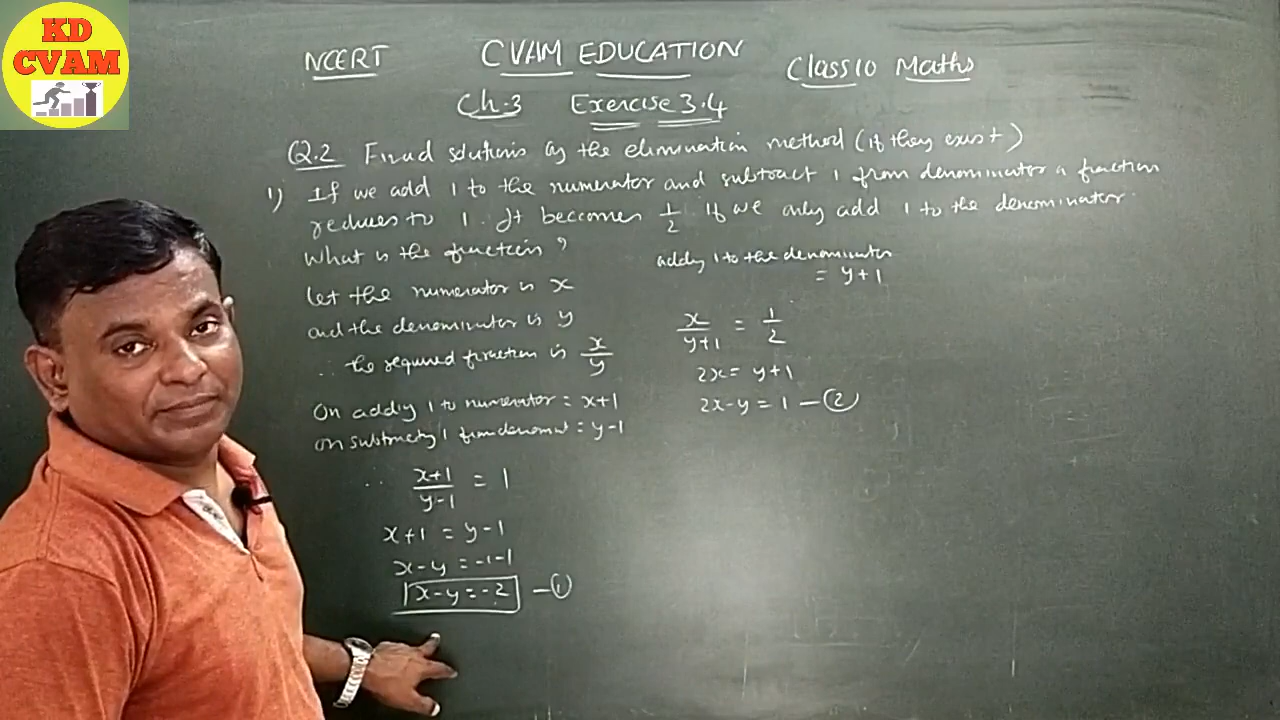 KD
CVAM
NCERT CVAM EDUCATION Class 10 Maths
Ch.3 Exercise 3.4
Q.2 Find solutions by the elimination method (if they exist)
1) If we add 1 to the numerator and subtract 1 from denominator a fraction
reduces to 1. It becomes 1/2 if we only add 1 to the denominator.
What is the fraction?
let the numerator is x
and the denominator is y
∴ the required fraction is x/y
On addiy 1 to numerator = x+1
on subtracty 1 from denomt = y-1
∴ x+1/y-1 = 1
x+1 = y-1
x-y = -1-1
x-y = -2 —①
addiy 1 to the denominator
= y+1
x/y+1 = 1/2
2x = y+1
2x-y = 1 —②